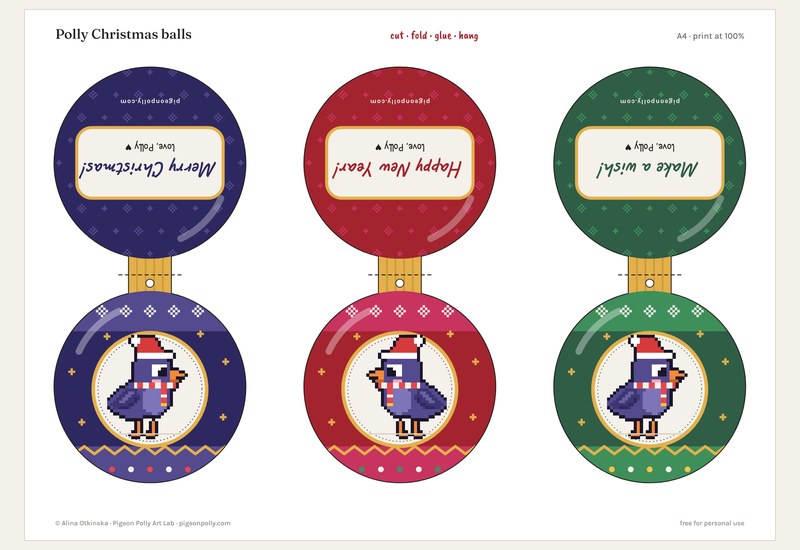 Polly Christmas balls
cut · fold · glue · hang
A4 · print at 100%
pigeonpolly.com
Love, Polly ♥
Merry Christmas!
pigeonpolly.com
Love, Polly ♥
Happy New Year!
pigeonpolly.com
Love, Polly ♥
Make a wish!
© Alina Otkinska · Pigeon Polly Art Lab · pigeonpolly.com
free for personal use